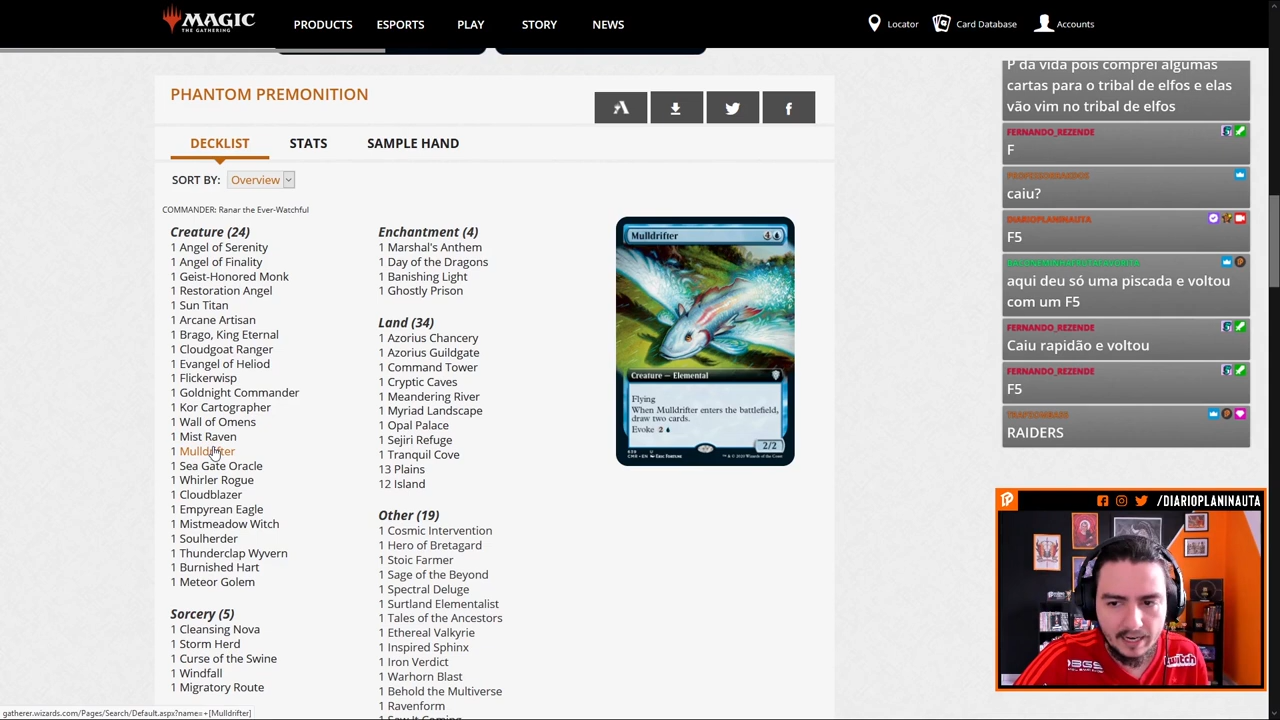 MAGIC
THE GATHERING
PRODUCTS
ESPORTS
PLAY
STORY
NEWS
Locator
Card Database
Accounts
PHANTOM PREMONITION
DECKLIST
STATS
SAMPLE HAND
SORT BY: Overview
COMMANDER: Ranar the Ever-Watchful
Creature (24)
1 Angel of Serenity
1 Angel of Finality
1 Geist-Honored Monk
1 Restoration Angel
1 Sun Titan
1 Arcane Artisan
1 Brago, King Eternal
1 Cloudgoat Ranger
1 Evangel of Heliod
1 Flickerwisp
1 Goldnight Commander
1 Kor Cartographer
1 Wall of Omens
1 Mist Raven
1 Mulldrifter
1 Sea Gate Oracle
1 Whirler Rogue
1 Cloudblazer
1 Empyrean Eagle
1 Mistmeadow Witch
1 Soulherder
1 Thunderclap Wyvern
1 Burnished Hart
1 Meteor Golem
Sorcery (5)
1 Cleansing Nova
1 Storm Herd
1 Curse of the Swine
1 Windfall
1 Migratory Route
Enchantment (4)
1 Marshal's Anthem
1 Day of the Dragons
1 Banishing Light
1 Ghostly Prison
Land (34)
1 Azorius Chancery
1 Azorius Guildgate
1 Command Tower
1 Cryptic Caves
1 Meandering River
1 Myriad Landscape
1 Opal Palace
1 Sejiri Refuge
1 Tranquil Cove
13 Plains
12 Island
Other (19)
1 Cosmic Intervention
1 Hero of Bretagard
1 Stoic Farmer
1 Sage of the Beyond
1 Spectral Deluge
1 Surtland Elementalist
1 Tales of the Ancestors
1 Ethereal Valkyrie
1 Inspired Sphinx
1 Iron Verdict
1 Warhorn Blast
1 Behold the Multiverse
1 Ravenform
1 Saw It Coming
Mulldrifter
4
Creature — Elemental
Flying
When Mulldrifter enters the battlefield,
draw two cards.
Evoke 2
2/2
P da vida pois comprei algumas
cartas para o tribal de elfos e elas
vão vim no tribal de elfos
FERNANDO_REZENDE
F
caiu?
DIARIOPLANINAUTA
F5
aqui deu só uma piscada e voltou
com um F5
FERNANDO_REZENDE
Caiu rapidão e voltou
FERNANDO_REZENDE
F5
RAIDERS
/DIARIOPLANINAUTA
twitch
gatherer.wizards.com/Pages/Search/Default.aspx?name=+[Mulldrifter]